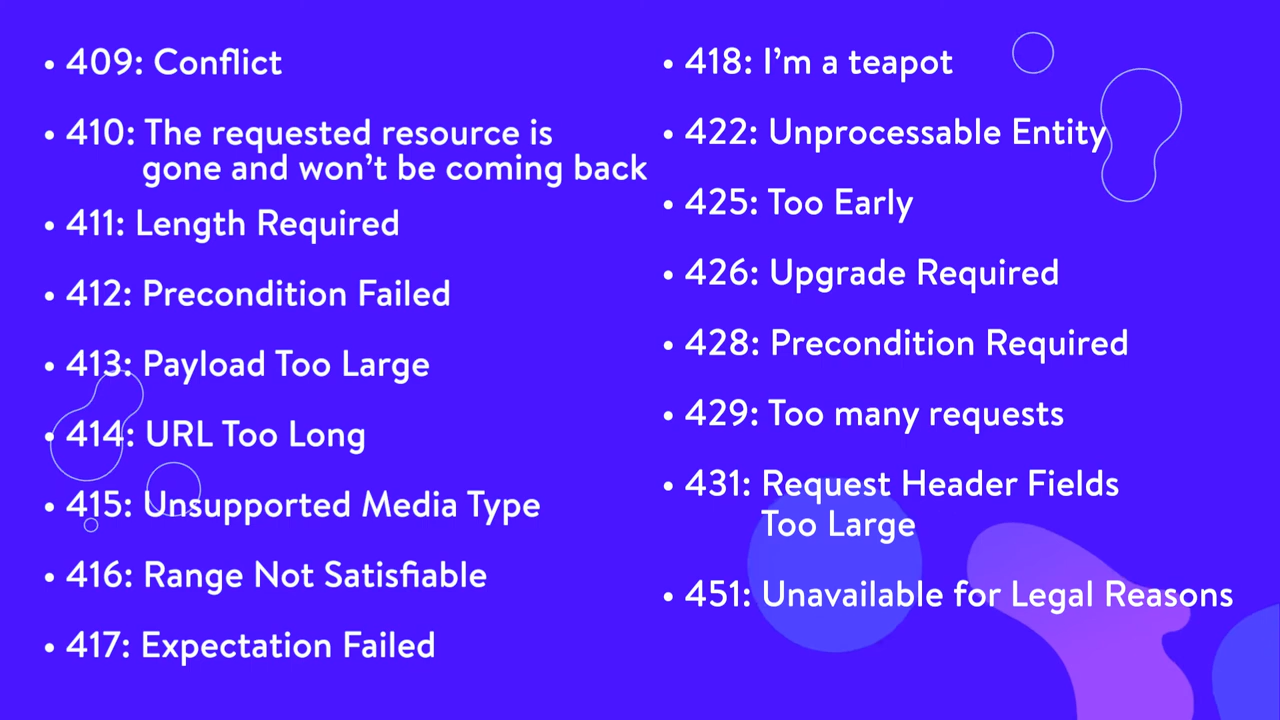 • 409: Conflict
• 410: The requested resource is
gone and won't be coming back
• 411: Length Required
• 412: Precondition Failed
• 413: Payload Too Large
• 414: URL Too Long
• 415: Unsupported Media Type
• 416: Range Not Satisfiable
• 417: Expectation Failed
• 418: I'm a teapot
• 422: Unprocessable Entity
• 425: Too Early
• 426: Upgrade Required
• 428: Precondition Required
• 429: Too many requests
• 431: Request Header Fields
Too Large
• 451: Unavailable for Legal Reasons